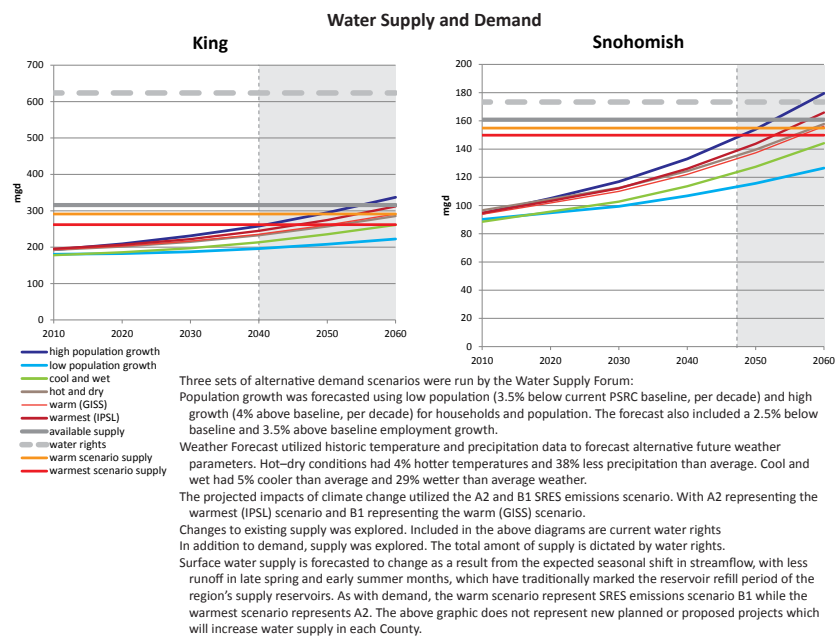 Water Supply and Demand
King
700
600
500
400
300
200
100
0
mgd
2010 2020 2030 2040 2050 2060
Snohomish
200
180
160
140
120
100
80
60
40
20
0
mgd
2010 2020 2030 2040 2050 2060
high population growth
low population growth
cool and wet
hot and dry
warm (GISS)
warmest (IPSL)
available supply
water rights
warm scenario supply
warmest scenario supply
Three sets of alternative demand scenarios were run by the Water Supply Forum:
Population growth was forecasted using low population (3.5% below current PSRC baseline, per decade) and high
growth (4% above baseline, per decade) for households and population. The forecast also included a 2.5% below
baseline and 3.5% above baseline employment growth.
Weather Forecast utilized historic temperature and precipitation data to forecast alternative future weather
parameters. Hot–dry conditions had 4% hotter temperatures and 38% less precipitation than average. Cool and
wet had 5% cooler than average and 29% wetter than average weather.
The projected impacts of climate change utilized the A2 and B1 SRES emissions scenario. With A2 representing the
warmest (IPSL) scenario and B1 representing the warm (GISS) scenario.
Changes to existing supply was explored. Included in the above diagrams are current water rights
In addition to demand, supply was explored. The total amont of supply is dictated by water rights.
Surface water supply is forecasted to change as a result from the expected seasonal shift in streamflow, with less
runoff in late spring and early summer months, which have traditionally marked the reservoir refill period of the
region's supply reservoirs. As with demand, the warm scenario represent SRES emissions scenario B1 while the
warmest scenario represents A2. The above graphic does not represent new planned or proposed projects which
will increase water supply in each County.